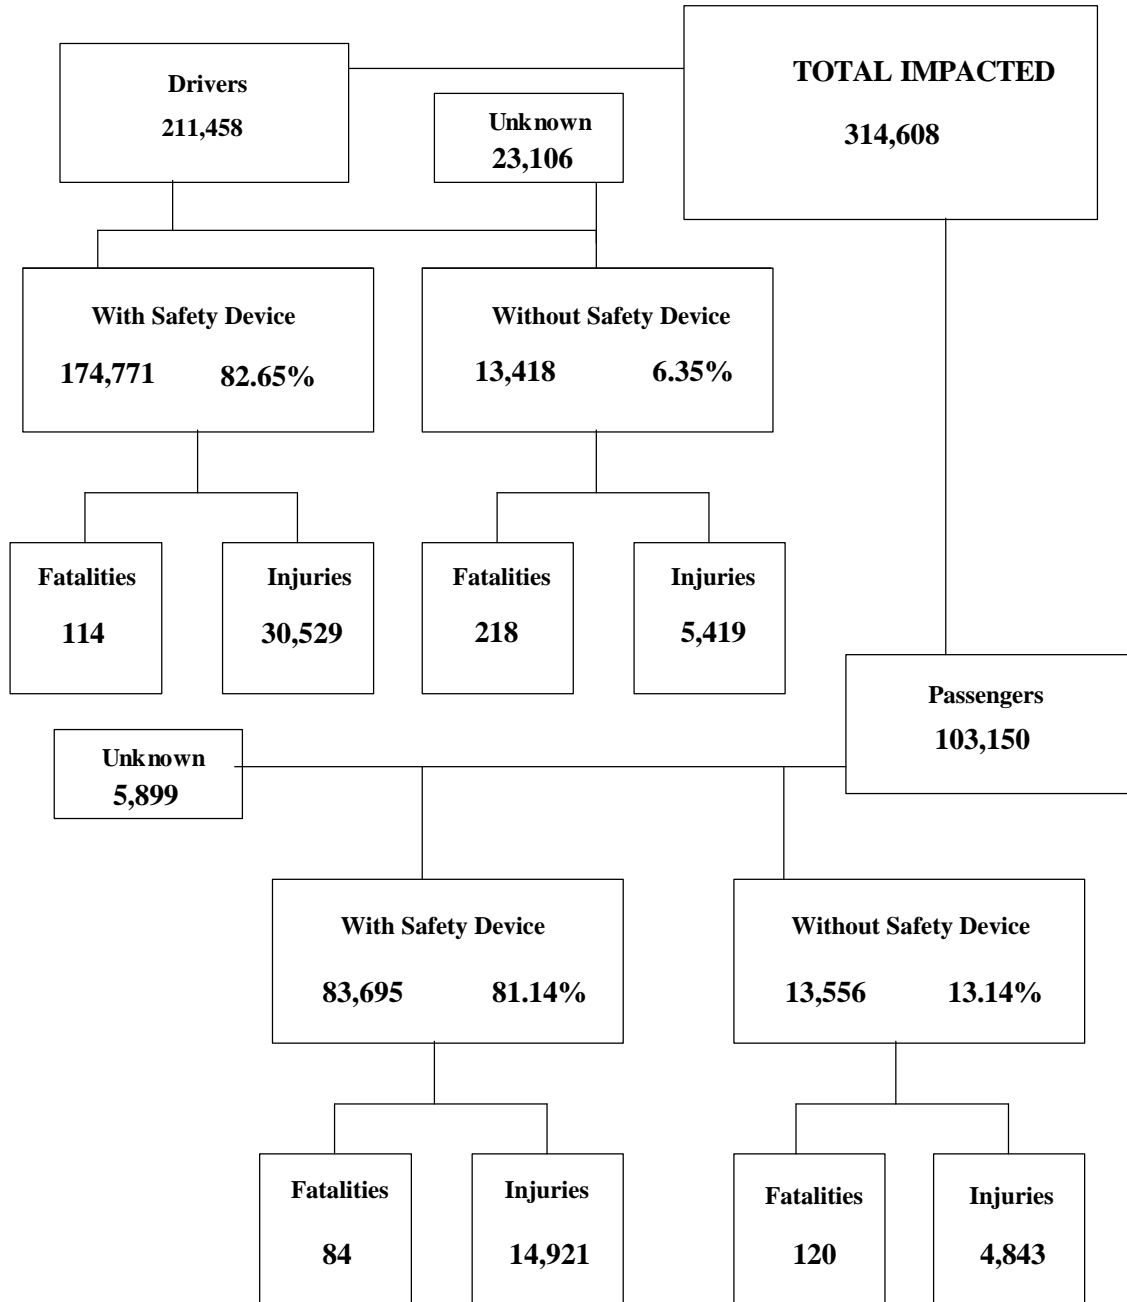 TOTAL IMPACTED
314,608
Drivers
211,458
Unknown
23,106
With Safety Device
174,771 82.65%
Without Safety Device
13,418 6.35%
Fatalities
114
Injuries
30,529
Fatalities
218
Injuries
5,419
Passengers
103,150
Unknown
5,899
With Safety Device
83,695 81.14%
Without Safety Device
13,556 13.14%
Fatalities
84
Injuries
14,921
Fatalities
120
Injuries
4,843